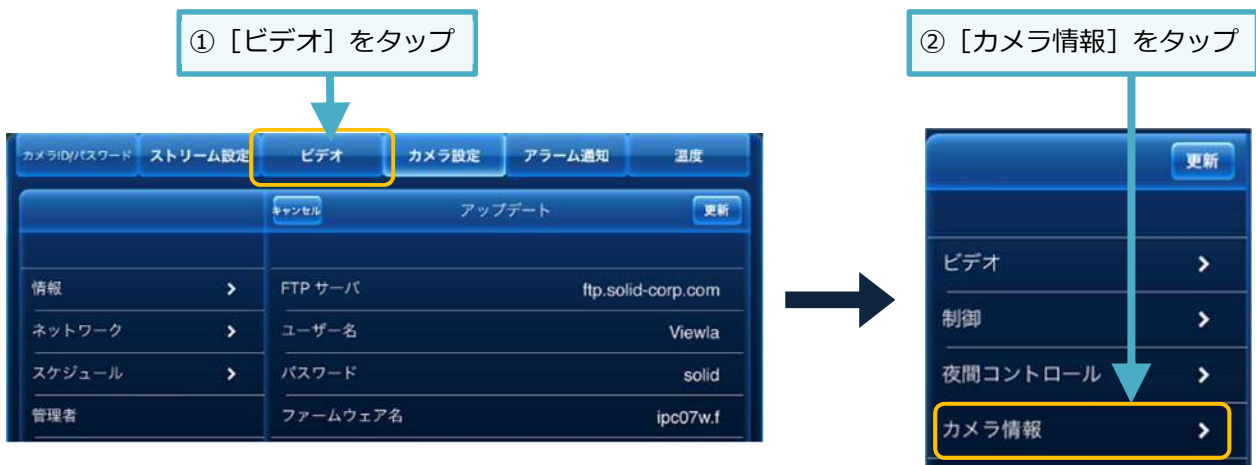 ① ［ビデオ］をタップ
② ［カメラ情報］をタップ
カメラID/パスワード ストリーム設定 ビデオ カメラ設定 アラーム通知 温度
キャンセル アップデート 更新
情報 > FTP サーバ ftp.solid-corp.com
ネットワーク > ユーザー名 Viewla
スケジュール > パスワード solid
管理者 ファームウェア名 ipc07w.f
更新
ビデオ >
制御 >
夜間コントロール >
カメラ情報 >